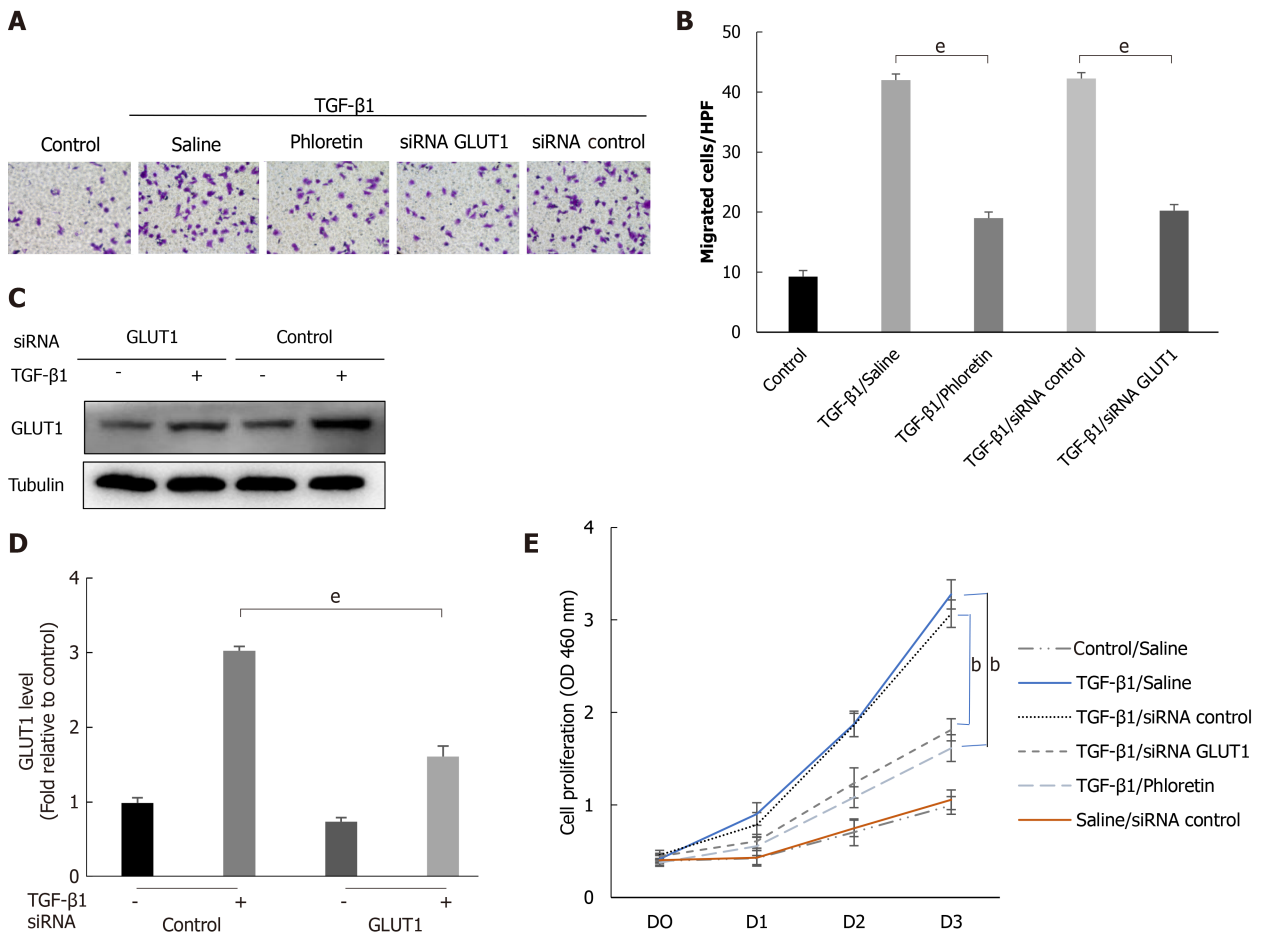 A
TGF-β1
Control
Saline
Phloretin
siRNA GLUT1
siRNA control
B
50
40
30
20
10
0
Migrated cells/HPF
e
e
Control
TGF-β1/Saline
TGF-β1/Phloretin
TGF-β1/siRNA control
TGF-β1/siRNA GLUT1
C
siRNA
GLUT1
Control
TGF-β1
-
+
-
+
GLUT1
Tubulin
D
GLUT1 level
(Fold relative to control)
4
3
2
1
0
e
TGF-β1
-
+
-
+
siRNA
Control
GLUT1
E
Cell proliferation (OD 460 nm)
4
3
2
1
0
DO
D1
D2
D3
b
b
Control/Saline
TGF-β1/Saline
TGF-β1/siRNA control
TGF-β1/siRNA GLUT1
TGF-β1/Phloretin
Saline/siRNA control